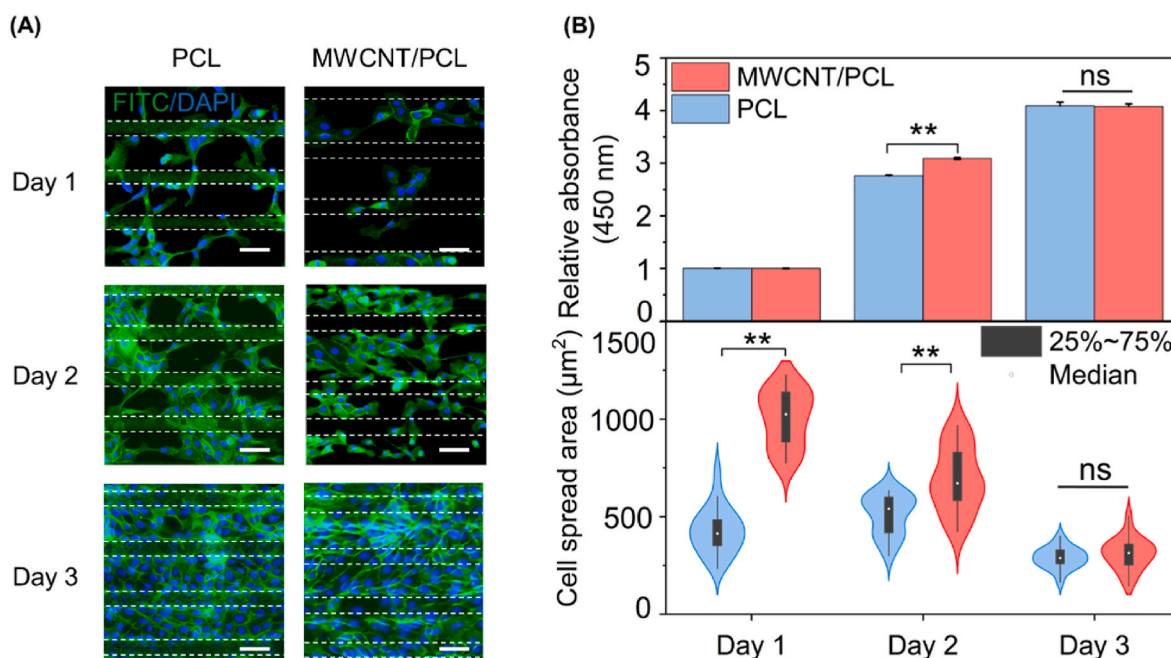 (A)
PCL
MWCNT/PCL
FITC/DAPI
Day 1
Day 2
Day 3
(B)
Relative absorbance
(450 nm)
5
4
3
2
1
0
MWCNT/PCL
PCL
**
ns
Cell spread area (µm²)
1500
1000
500
0
25%~75%
Median
**
**
ns
Day 1
Day 2
Day 3